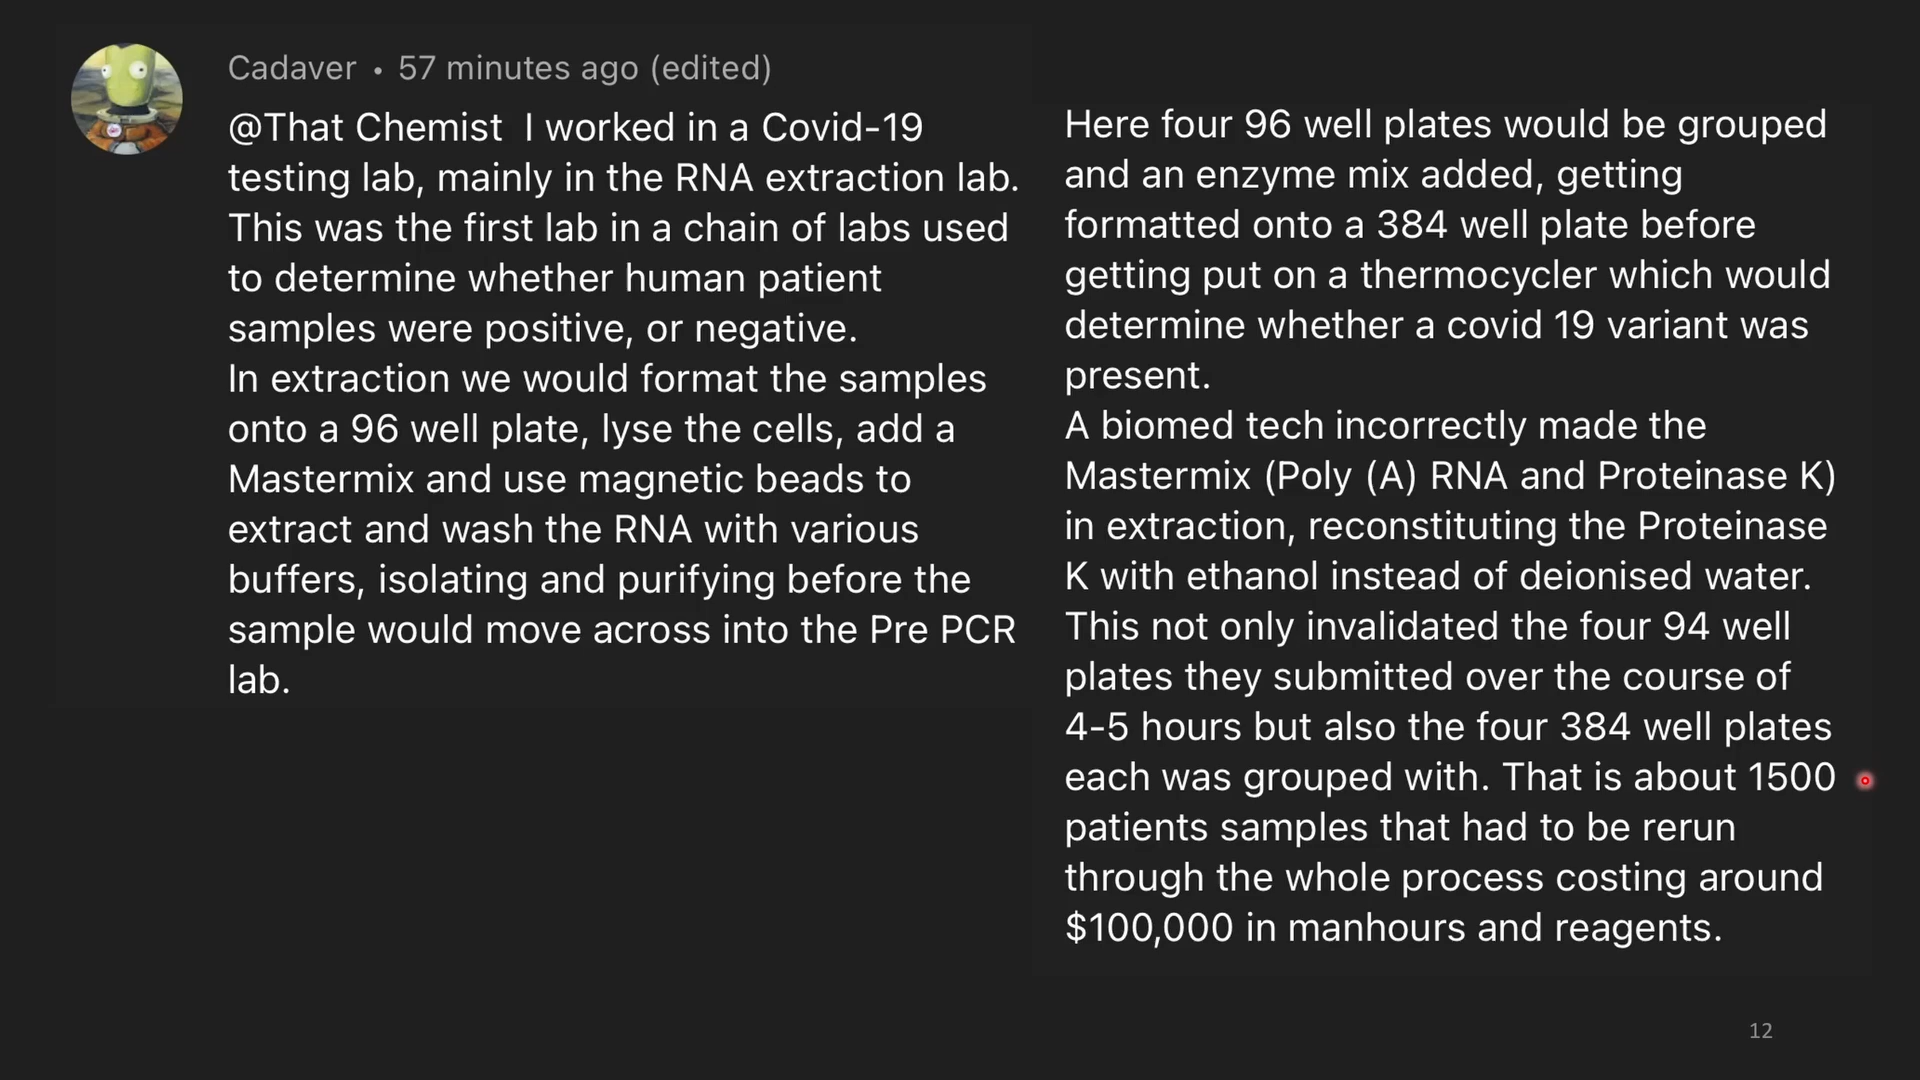 Cadaver • 57 minutes ago (edited)
@That Chemist I worked in a Covid-19
testing lab, mainly in the RNA extraction lab.
This was the first lab in a chain of labs used
to determine whether human patient
samples were positive, or negative.
In extraction we would format the samples
onto a 96 well plate, lyse the cells, add a
Mastermix and use magnetic beads to
extract and wash the RNA with various
buffers, isolating and purifying before the
sample would move across into the Pre PCR
lab.
Here four 96 well plates would be grouped
and an enzyme mix added, getting
formatted onto a 384 well plate before
getting put on a thermocycler which would
determine whether a covid 19 variant was
present.
A biomed tech incorrectly made the
Mastermix (Poly (A) RNA and Proteinase K)
in extraction, reconstituting the Proteinase
K with ethanol instead of deionised water.
This not only invalidated the four 94 well
plates they submitted over the course of
4-5 hours but also the four 384 well plates
each was grouped with. That is about 1500
patients samples that had to be rerun
through the whole process costing around
$100,000 in manhours and reagents.
12